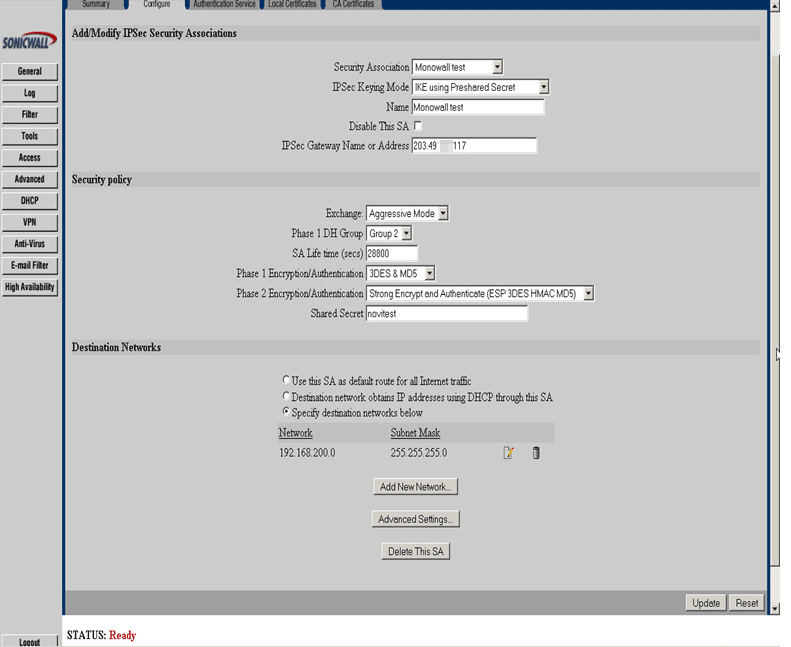 Summary Configure Authentication Service Local Certificates CA Certificates
SONICWALL
Add/Modify IPSec Security Associations
General
Log
Filter
Tools
Access
Advanced
DHCP
VPN
Anti-Virus
E-mail Filter
High Availability
Security Association Monowall test
IPSec Keying Mode IKE using Preshared Secret
Name Monowall test
Disable This SA
IPSec Gateway Name or Address 203.49 117
Security policy
Exchange: Aggressive Mode
Phase 1 DH Group Group 2
SA Life time (secs) 28800
Phase 1 Encryption/Authentication 3DES & MD5
Phase 2 Encryption/Authentication Strong Encrypt and Authenticate (ESP 3DES HMAC MD5)
Shared Secret novitest
Destination Networks
Use this SA as default route for all Internet traffic
Destination network obtains IP addresses using DHCP through this SA
Specify destination networks below
Network Subnet Mask
192.168.200.0 255.255.255.0
Add New Network...
Advanced Settings...
Delete This SA
Update Reset
Logout
STATUS: Ready